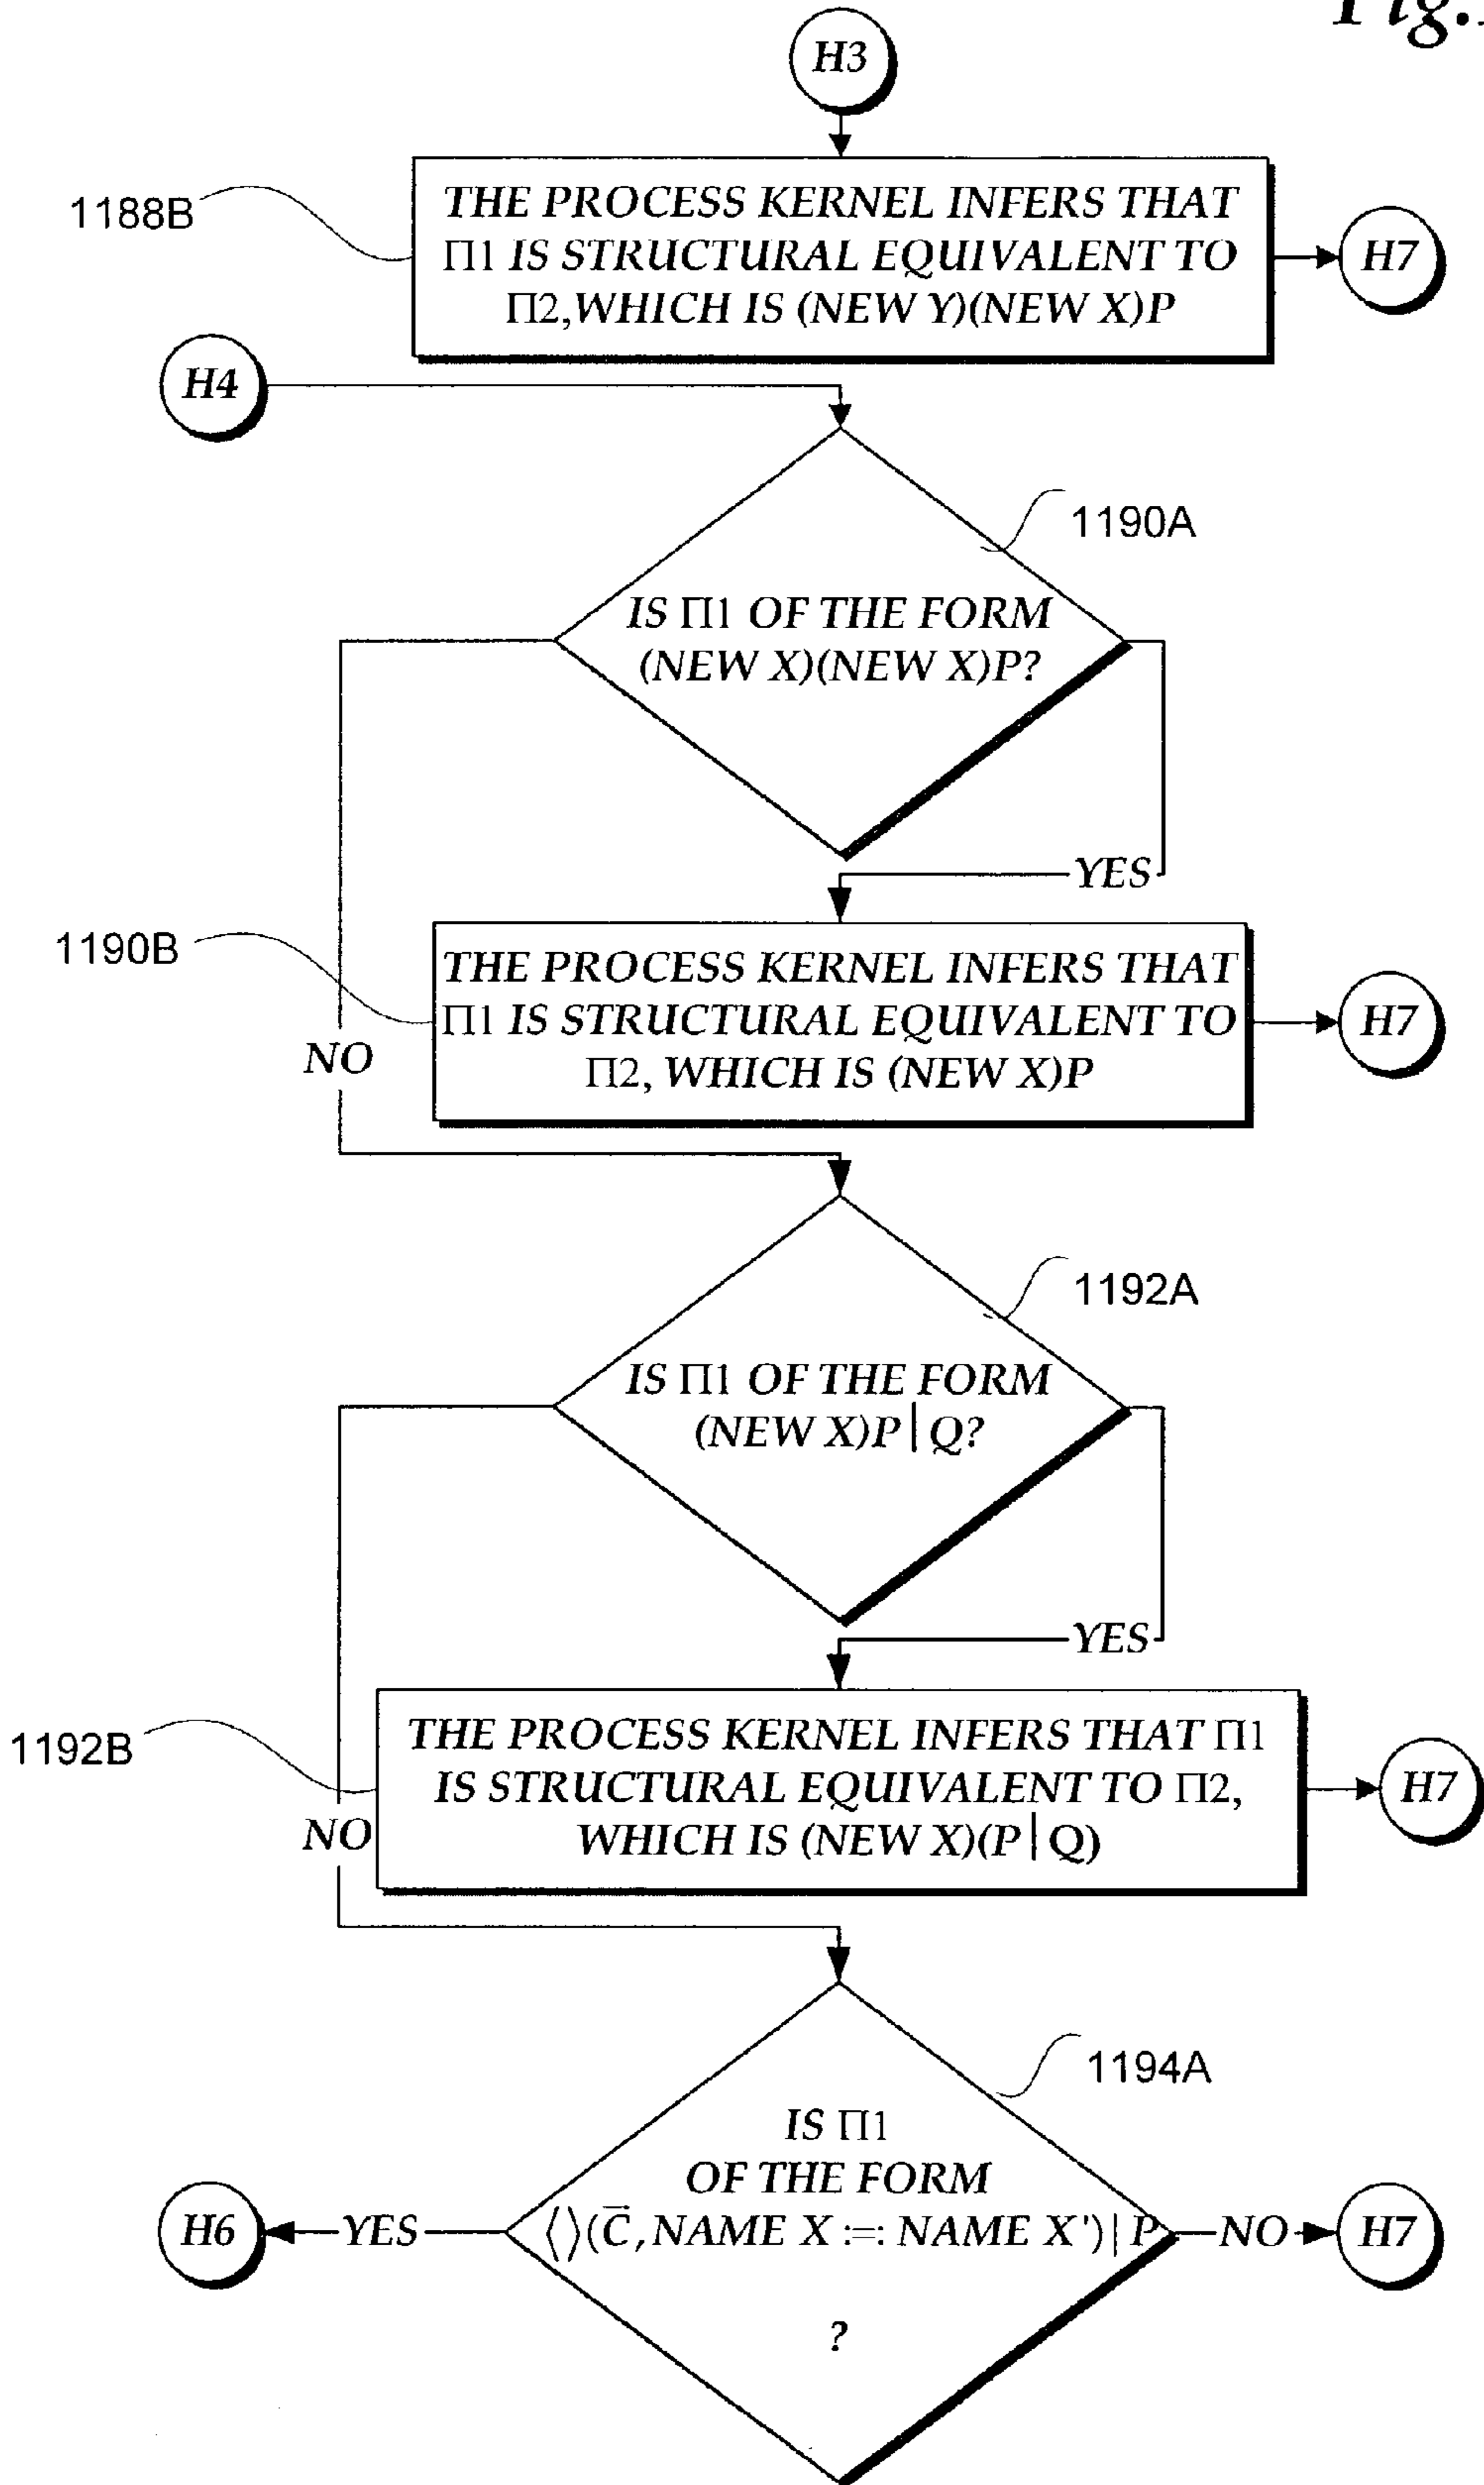 Fig.
H3
1188B
THE PROCESS KERNEL INFERS THAT
Π1 IS STRUCTURAL EQUIVALENT TO
Π2,WHICH IS (NEW Y)(NEW X)P
H7
H4
1190A
IS Π1 OF THE FORM
(NEW X)(NEW X)P?
YES
1190B
THE PROCESS KERNEL INFERS THAT
Π1 IS STRUCTURAL EQUIVALENT TO
Π2, WHICH IS (NEW X)P
H7
NO
1192A
IS Π1 OF THE FORM
(NEW X)P|Q?
YES
1192B
THE PROCESS KERNEL INFERS THAT Π1
IS STRUCTURAL EQUIVALENT TO Π2,
WHICH IS (NEW X)(P|Q)
H7
NO
1194A
IS Π1
OF THE FORM
⟨⟩(C̅, NAME X :=: NAME X')| P
?
H6
YES
NO
H7